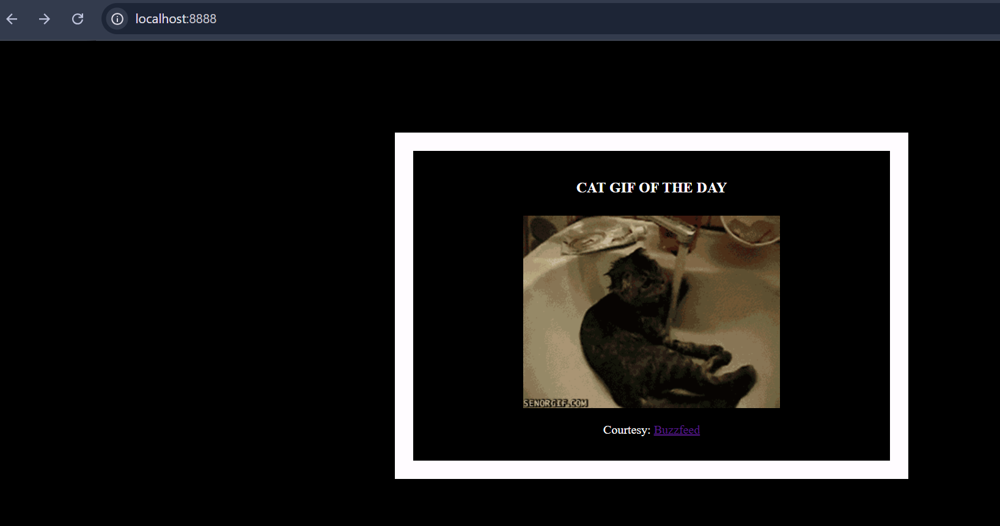 localhost:8888
CAT GIF OF THE DAY
SENORGIF.COM
Courtesy: Buzzfeed